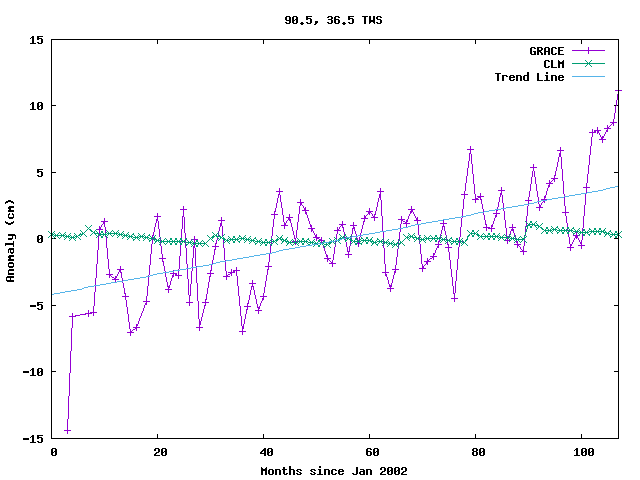 90.5, 36.5 TWS
GRACE
CLM
Trend Line
15
10
5
0
-5
-10
-15
Anomaly (cm)
0 20 40 60 80 100
Months since Jan 2002